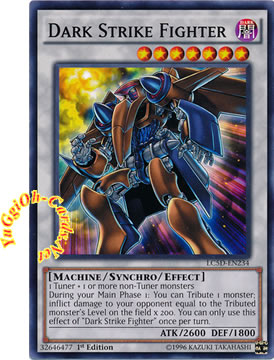 DARK STRIKE FIGHTER
DARK
YuGiOh-Cards.Net
LC5D-EN234
[MACHINE/SYNCHRO/EFFECT]
1 Tuner + 1 or more non-Tuner monsters
During your Main Phase 1: You can Tribute 1 monster;
inflict damage to your opponent equal to the Tributed
monster's Level on the field x 200. You can only use this
effect of "Dark Strike Fighter" once per turn.
ATK/2600 DEF/1800
32646477 1st Edition ©1996 KAZUKI TAKAHASHI